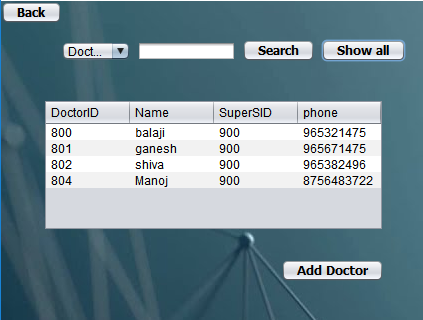 Back
Doct... Search Show all
DoctorID Name SuperSID phone
800 balaji 900 965321475
801 ganesh 900 965671475
802 shiva 900 965382496
804 Manoj 900 8756483722
Add Doctor